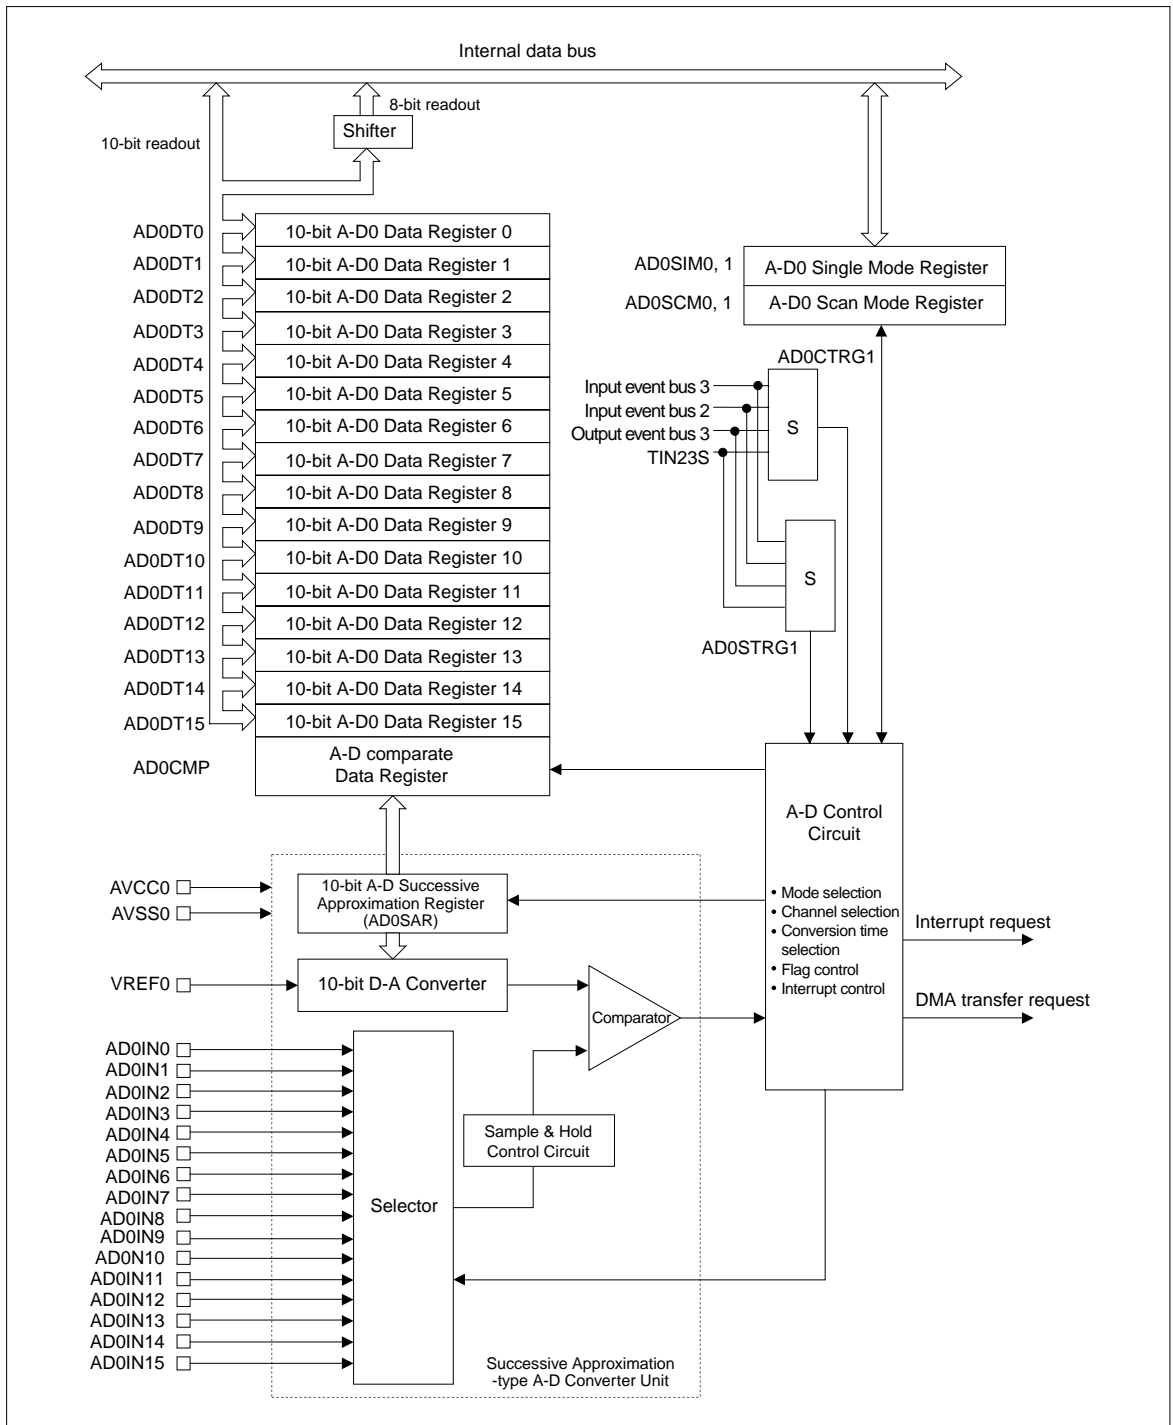 Internal data bus
8-bit readout
Shifter
10-bit readout
AD0DT0
10-bit A-D0 Data Register 0
AD0DT1
10-bit A-D0 Data Register 1
AD0DT2
10-bit A-D0 Data Register 2
AD0DT3
10-bit A-D0 Data Register 3
AD0DT4
10-bit A-D0 Data Register 4
AD0DT5
10-bit A-D0 Data Register 5
AD0DT6
10-bit A-D0 Data Register 6
AD0DT7
10-bit A-D0 Data Register 7
AD0DT8
10-bit A-D0 Data Register 8
AD0DT9
10-bit A-D0 Data Register 9
AD0DT10
10-bit A-D0 Data Register 10
AD0DT11
10-bit A-D0 Data Register 11
AD0DT12
10-bit A-D0 Data Register 12
AD0DT13
10-bit A-D0 Data Register 13
AD0DT14
10-bit A-D0 Data Register 14
AD0DT15
10-bit A-D0 Data Register 15
AD0CMP
A-D comparate
Data Register
AD0SIM0, 1
A-D0 Single Mode Register
AD0SCM0, 1
A-D0 Scan Mode Register
AD0CTRG1
Input event bus 3
Input event bus 2
Output event bus 3
TIN23S
S
S
AD0STRG1
A-D Control
Circuit
• Mode selection
• Channel selection
• Conversion time
selection
• Flag control
• Interrupt control
Interrupt request
DMA transfer request
AVCC0
AVSS0
10-bit A-D Successive
Approximation Register
(AD0SAR)
VREF0
10-bit D-A Converter
Comparator
AD0IN0
AD0IN1
AD0IN2
AD0IN3
AD0IN4
AD0IN5
AD0IN6
AD0IN7
AD0IN8
AD0IN9
AD0N10
AD0IN11
AD0IN12
AD0IN13
AD0IN14
AD0IN15
Selector
Sample & Hold
Control Circuit
Successive Approximation
-type A-D Converter Unit